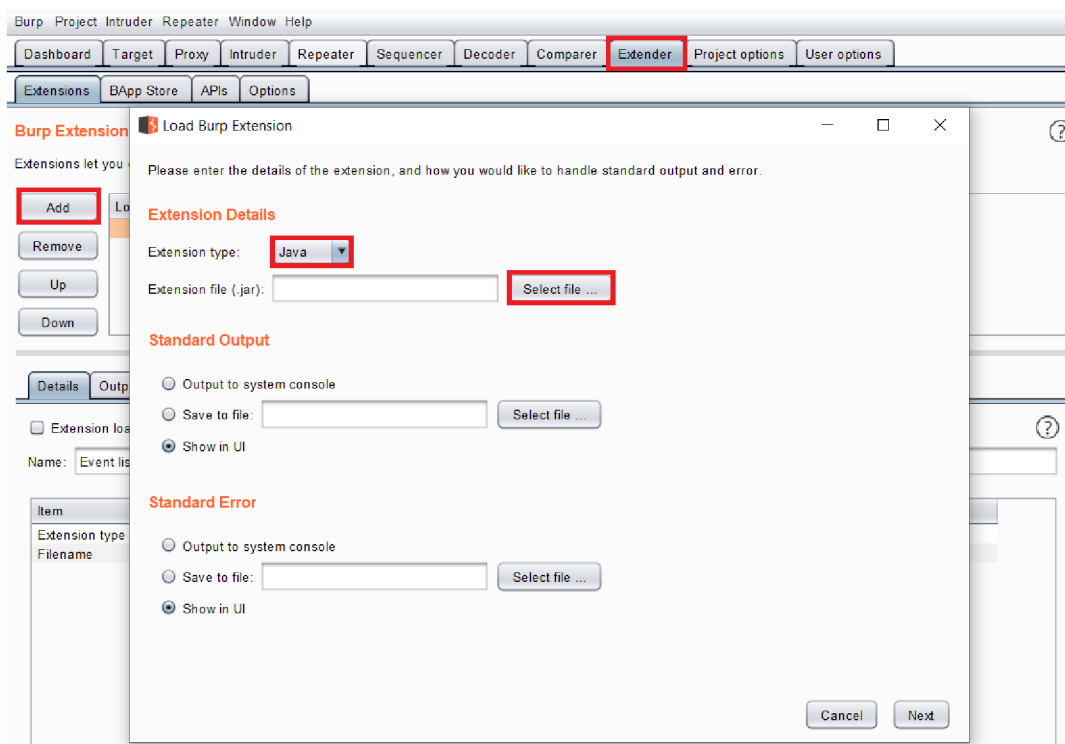 Burp Project Intruder Repeater Window Help
Dashboard Target Proxy Intruder Repeater Sequencer Decoder Comparer Extender Project options User options
Extensions BApp Store APIs Options
Burp Extension
Load Burp Extension
Extensions let you
Please enter the details of the extension, and how you would like to handle standard output and error.
Add
Lo
Remove
Up
Down
Extension Details
Extension type: Java
Extension file (.jar): Select file ...
Standard Output
Output to system console
Save to file: Select file ...
Show in UI
Details Outp
Extension loa
Name: Event lis
Item
Extension type
Filename
Standard Error
Output to system console
Save to file: Select file ...
Show in UI
Cancel Next